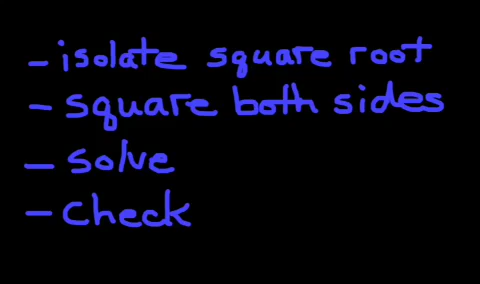 - isolate square root
- square both sides
- solve
- Check